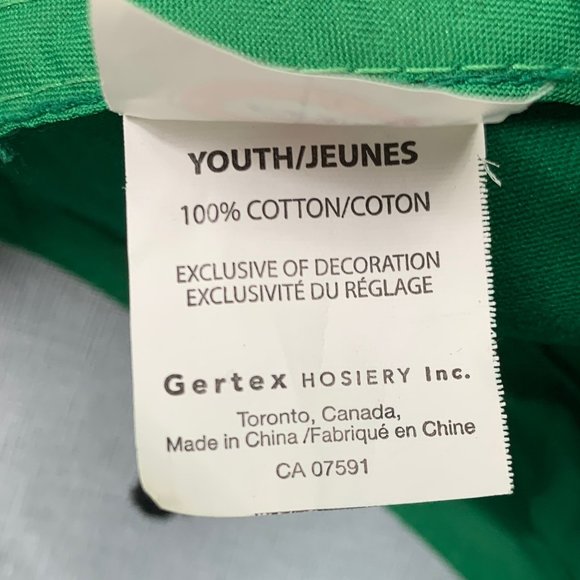 YOUTH/JEUNES
100% COTTON/COTON
EXCLUSIVE OF DECORATION
EXCLUSIVITÉ DU RÉGLAGE
Gertex HOSIERY Inc.
Toronto, Canada,
Made in China /Fabriqué en Chine
CA 07591